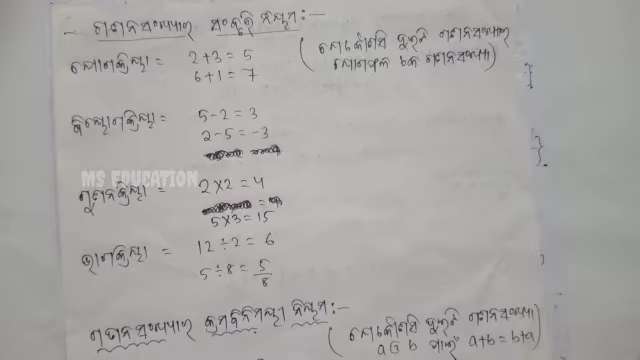 - ଗଣନସଂଖ୍ୟାର ସଂବୃତି ନିୟମ :-
ଯୋଗକ୍ରିୟା = 2+3 = 5 (ଯେକୌଣସି ଦୁଇଟି ଗଣନସଂଖ୍ୟାର
6+1 = 7 ଯୋଗଫଳ ଏକ ଗଣନସଂଖ୍ୟା)
ବିୟୋଗକ୍ରିୟା = 5-2 = 3
2-5 = -3
MS EDUCATION
ଗୁଣନକ୍ରିୟା = 2×2 = 4
5×3 = 15
ଭାଗକ୍ରିୟା = 12÷2 = 6
5÷8 = 5/8
ଗଣନସଂଖ୍ୟାର କ୍ରମବିନିମୟୀ ନିୟମ :- (ଯେକୌଣସି ଦୁଇଟି ଗଣନସଂଖ୍ୟା
a ଓ b ପାଇଁ a+b = b+a)